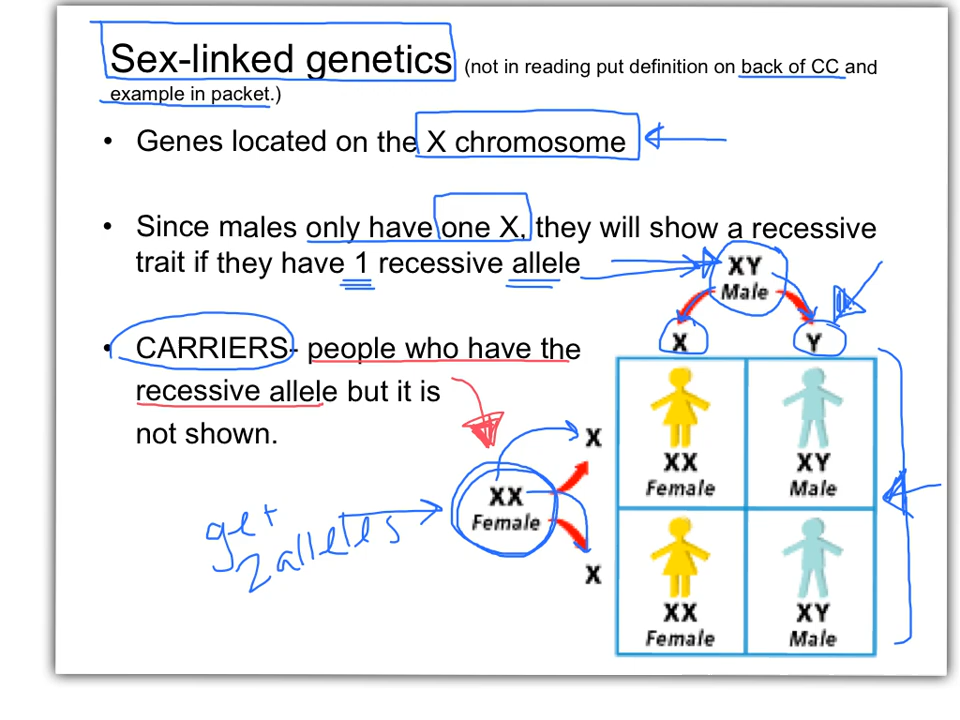 Sex-linked genetics (not in reading put definition on back of CC and
example in packet.)
• Genes located on the X chromosome
• Since males only have one X, they will show a recessive
trait if they have 1 recessive allele
XY
Male
X
Y
• CARRIERS- people who have the
recessive allele but it is
not shown.
X
XX
Female
X
XX
Female
XY
Male
XX
Female
XY
Male
get
2 alleles